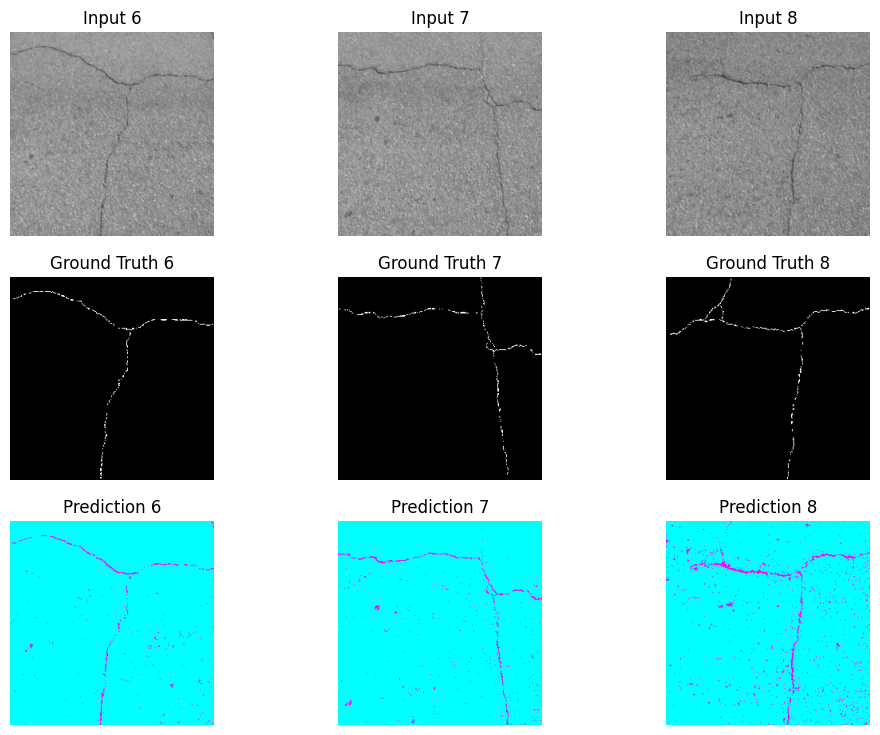 Input 6
Input 7
Input 8
Ground Truth 6
Ground Truth 7
Ground Truth 8
Prediction 6
Prediction 7
Prediction 8